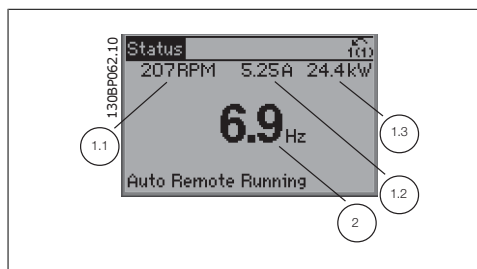 130BP062.10
Status
1(1)
207RPM 5.25A 24.4kW
6.9Hz
Auto Remote Running
1.1
1.3
1.2
2